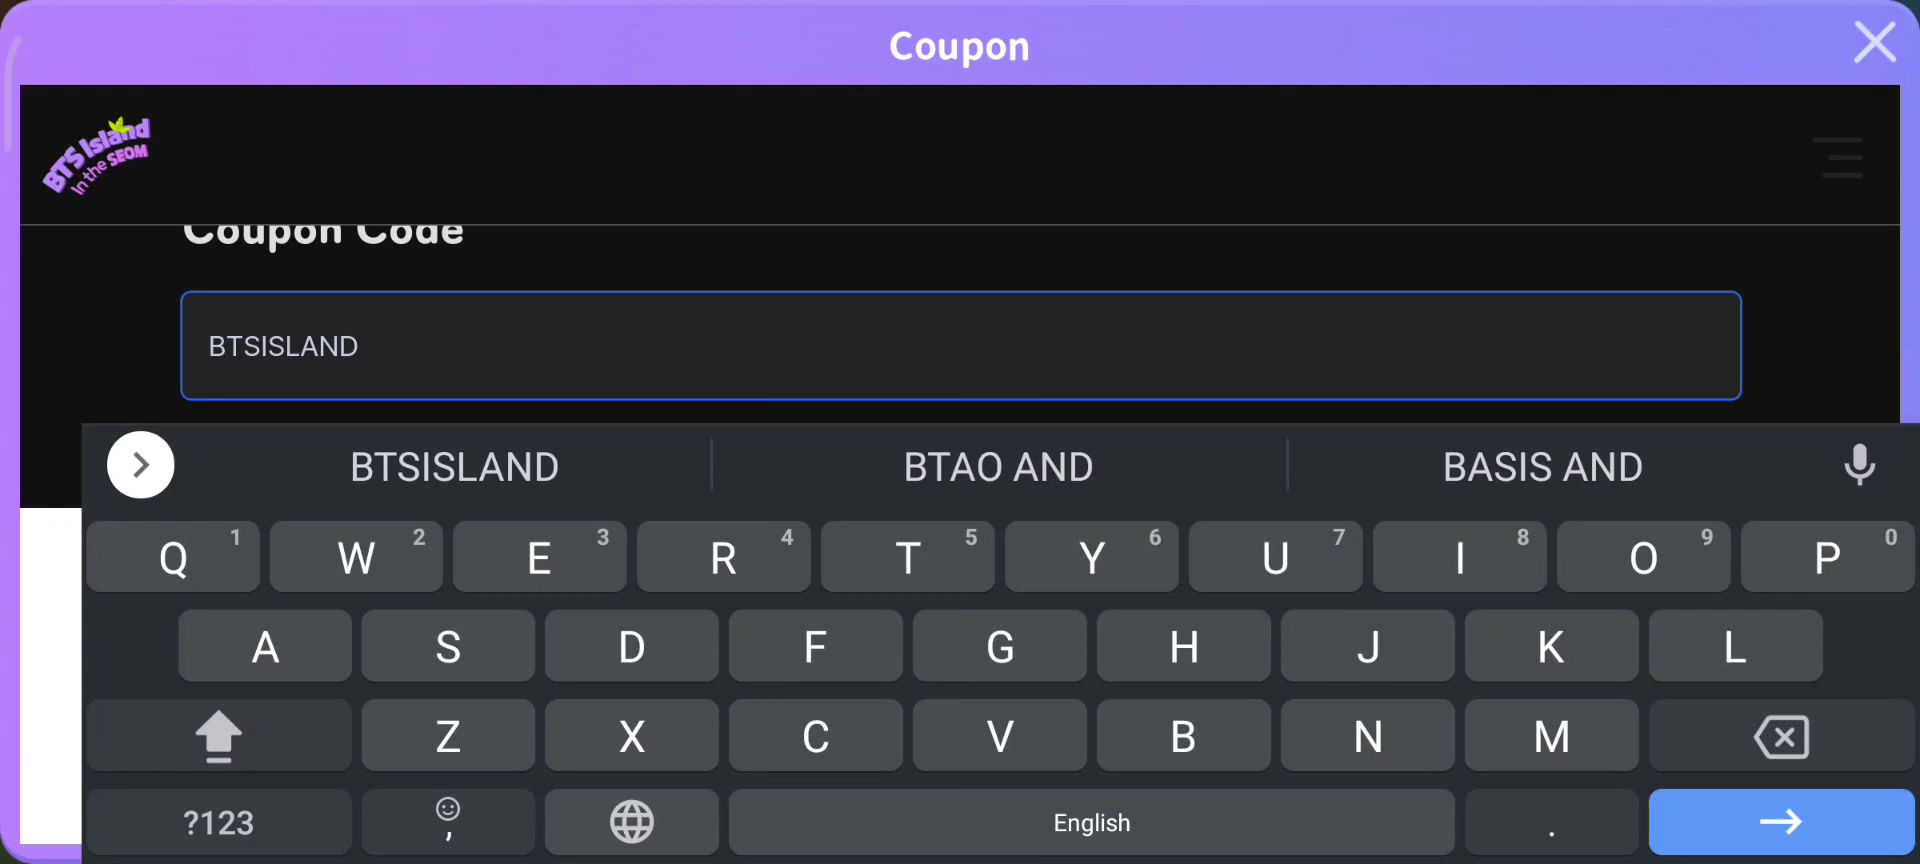 Coupon
BTS Island
In the SEOM
Coupon Code
BTSISLAND
BTSISLAND BTAO AND BASIS AND
Q 1 W 2 E 3 R 4 T 5 Y 6 U 7 I 8 O 9 P 0
A S D F G H J K L
Z X C V B N M
?123 , English .